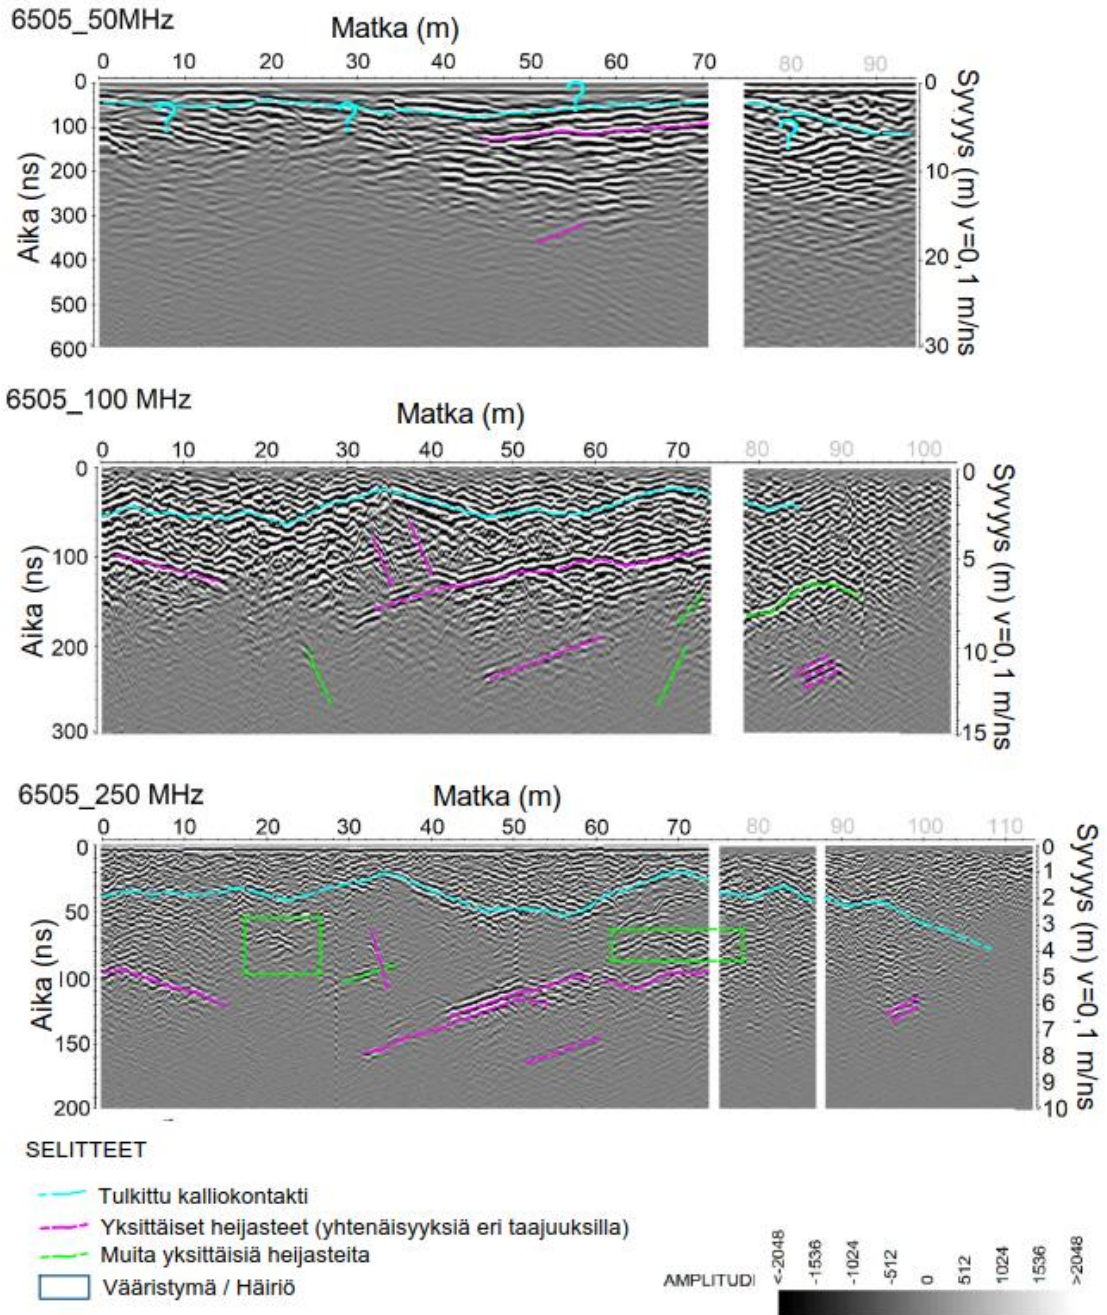 6505_50MHz
Matka (m)
0 10 20 30 40 50 60 70 80 90
0
100
200
300
400
500
600
Aika (ns)
0
10
20
30
Syvyys (m) v=0,1 m/ns
? ? ? ?
6505_100 MHz
Matka (m)
0 10 20 30 40 50 60 70 80 90 100
0
100
200
300
Aika (ns)
0
5
10
15
Syvyys (m) v=0,1 m/ns
6505_250 MHz
Matka (m)
0 10 20 30 40 50 60 70 80 90 100 110
0
50
100
150
200
Aika (ns)
0
1
2
3
4
5
6
7
8
9
10
Syvyys (m) v=0,1 m/ns
SELITTEET
Tulkittu kalliokontakti
Yksittäiset heijasteet (yhtenäisyyksiä eri taajuuksilla)
Muita yksittäisiä heijasteita
Vääristymä / Häiriö
AMPLITUDI
<-2048 -1536 -1024 -512 0 512 1024 1536 >2048